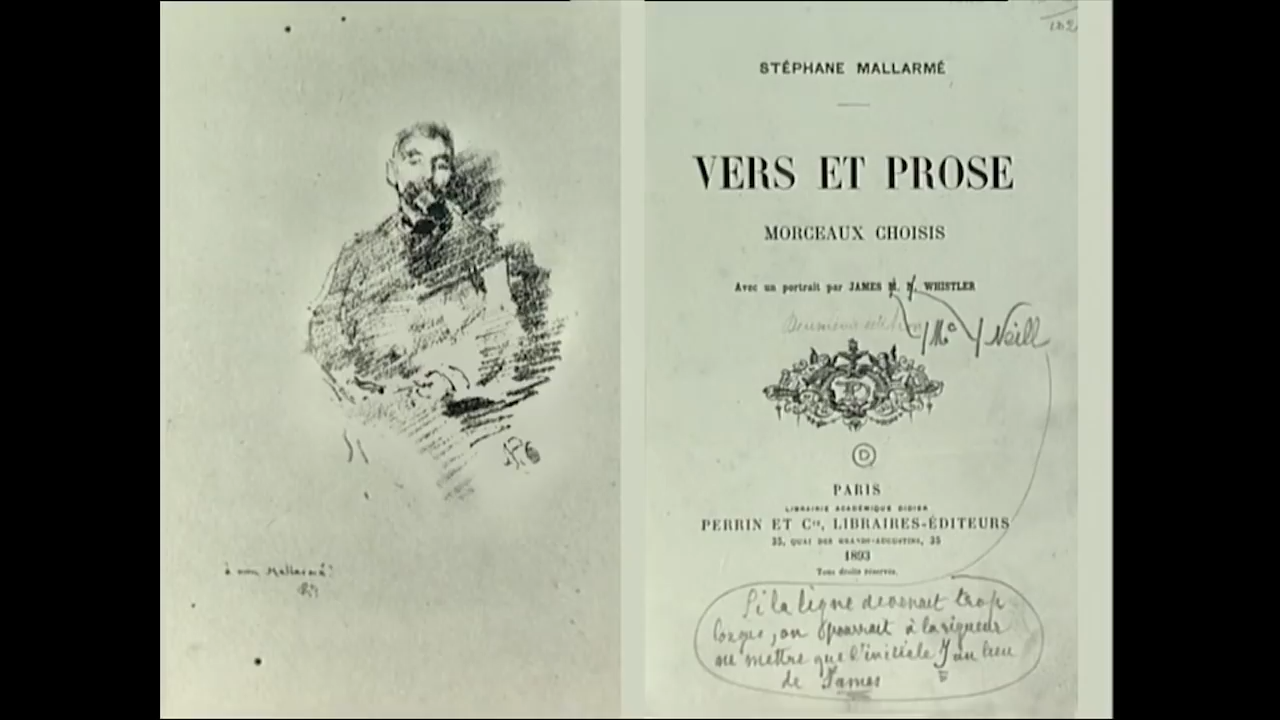 à mon Mallarmé
STÉPHANE MALLARMÉ
VERS ET PROSE
MORCEAUX CHOISIS
Avec un portrait par JAMES M. N. WHISTLER
Mc Neill
D
PARIS
LIBRAIRIE ACADÉMIQUE DIDIER
PERRIN ET Cie, LIBRAIRES-ÉDITEURS
35, QUAI DES GRANDS-AUGUSTINS, 35
1893
Tous droits réservés.
Si la ligne devenait trop
longue, on pourrait à la rigueur
ne mettre que l'initiale J au lieu
de James